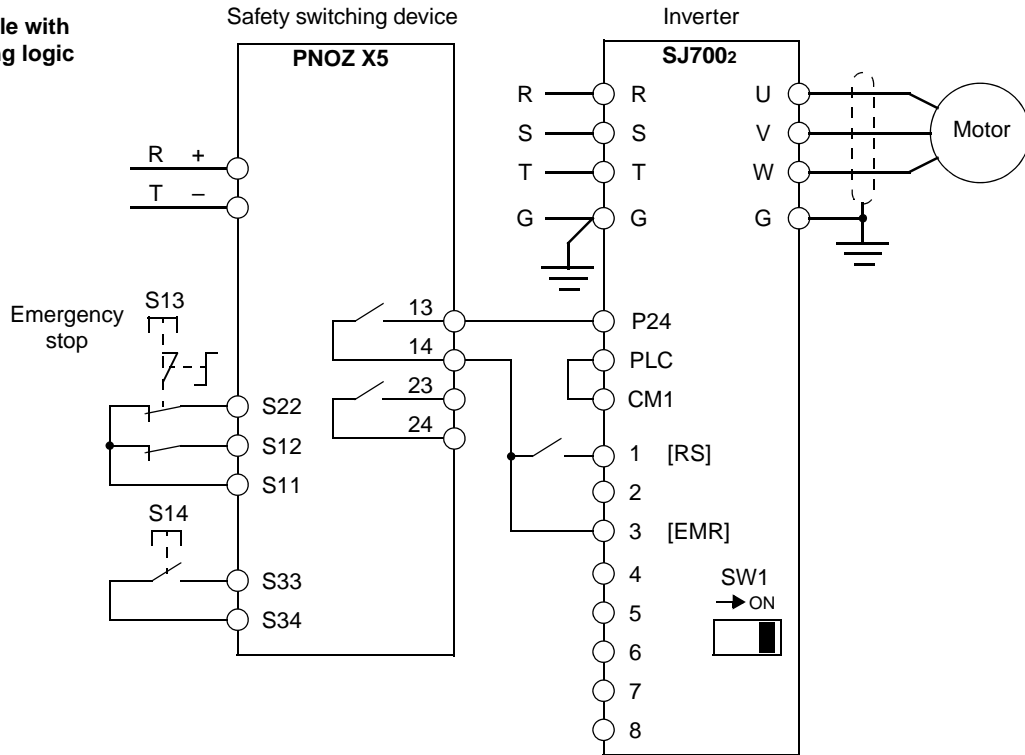 le with
g logic
Safety switching device
PNOZ X5
Inverter
SJ7002
R +
T –
Emergency
stop
S13
S22
S12
S11
S14
S33
S34
13
14
23
24
R R
S S
T T
G G
U
V
W
G
Motor
P24
PLC
CM1
1 [RS]
2
3 [EMR]
4
5
6
7
8
SW1
ON